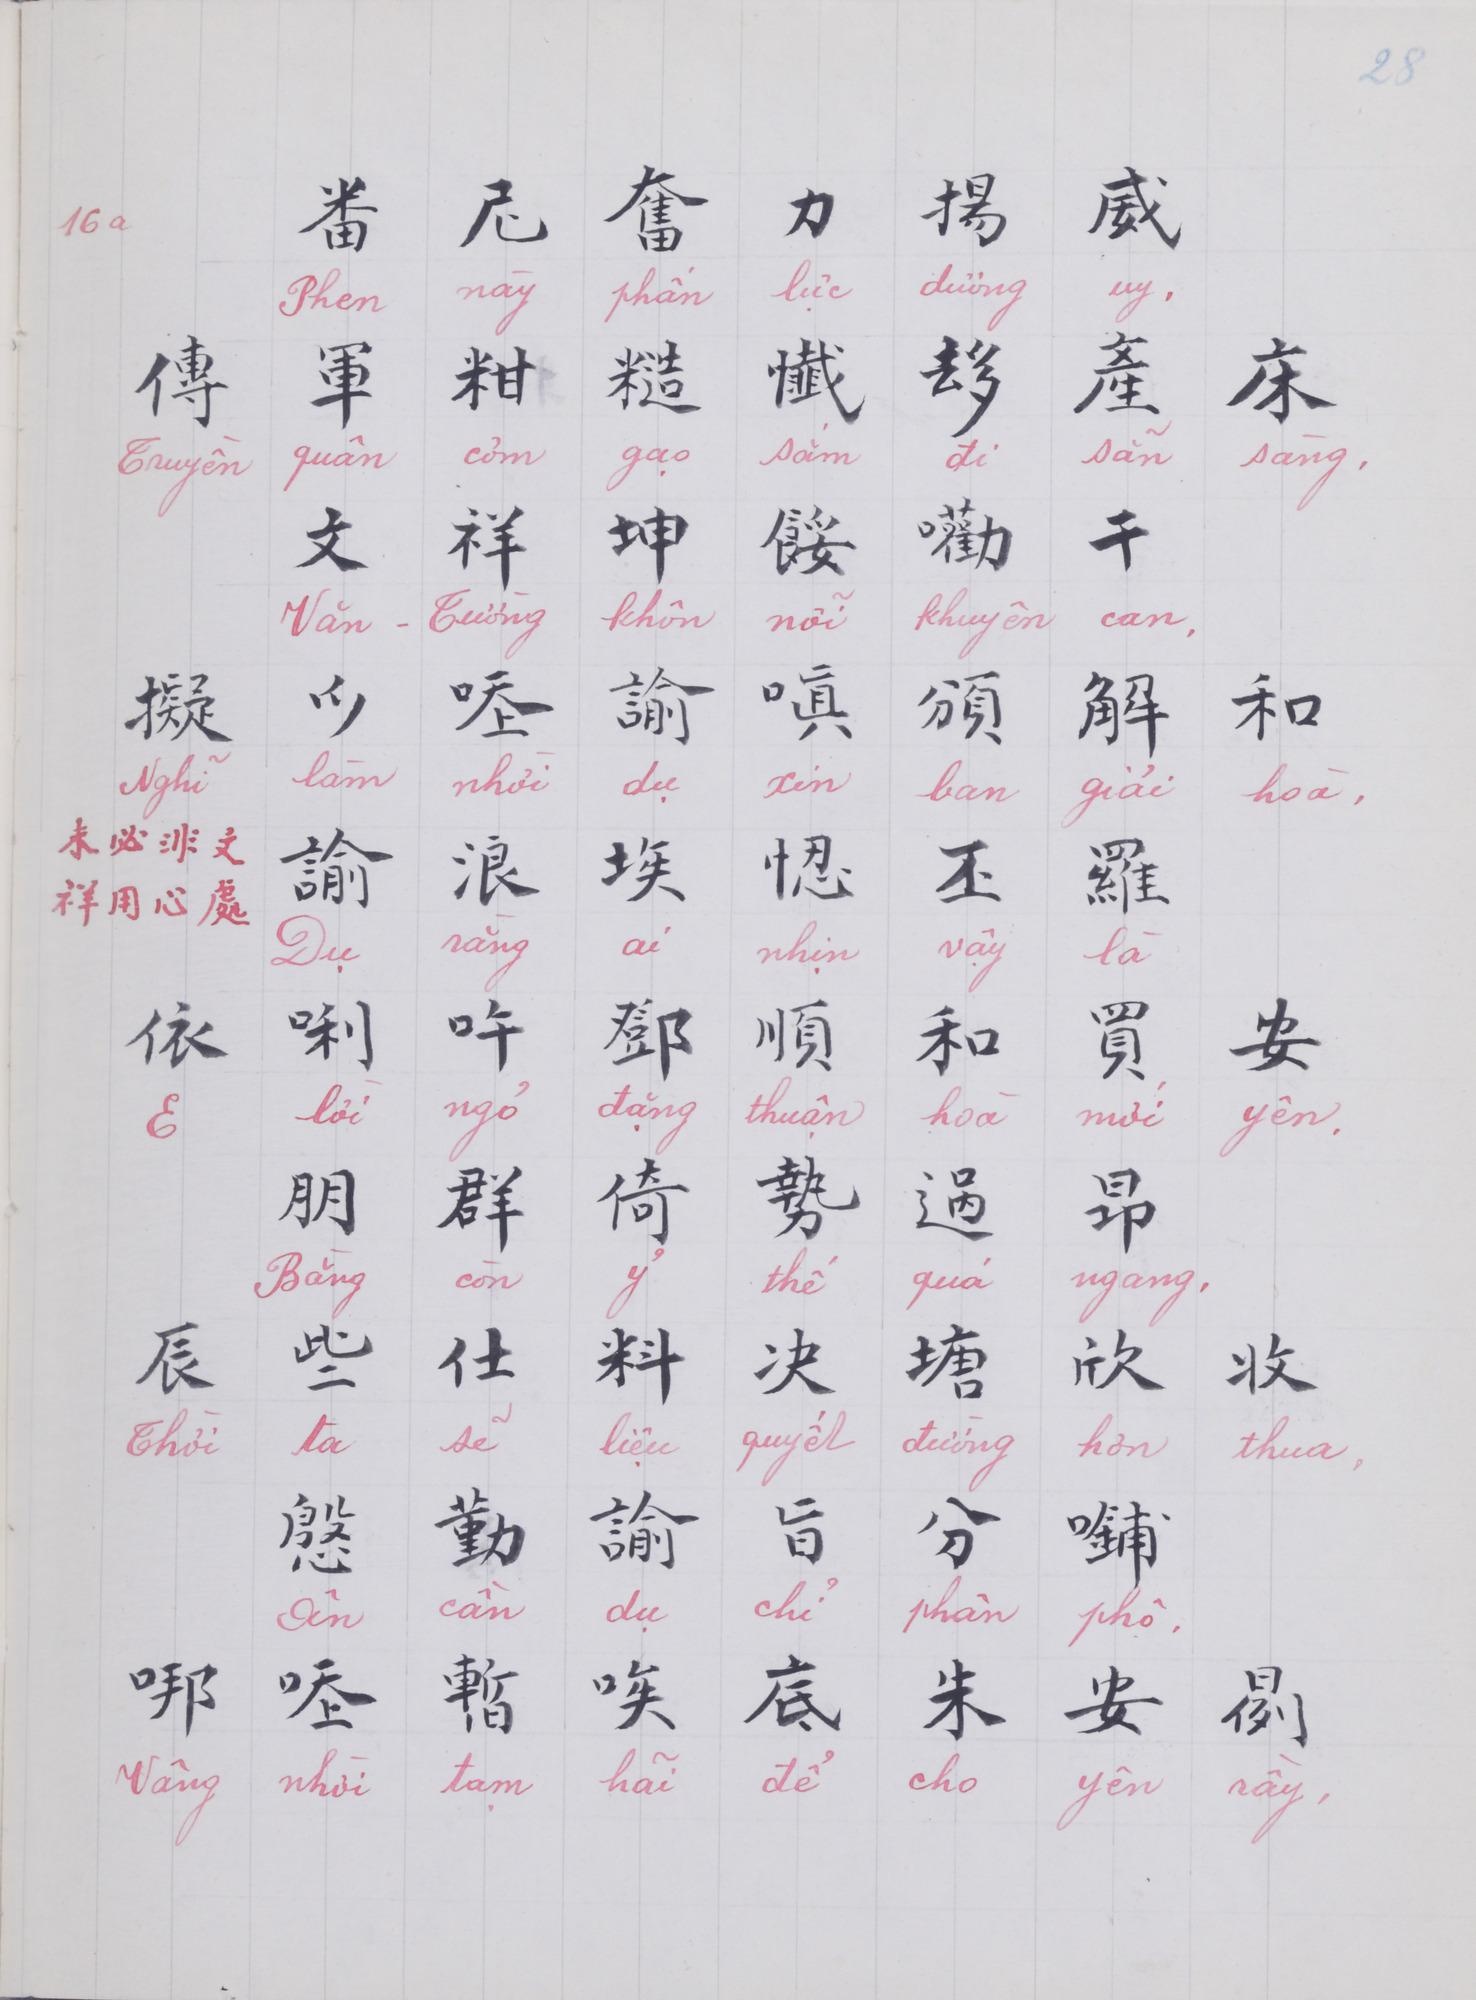 28
16a
番 尼 奮 力 揚 威
Phen này phấn lực dương uy,
傳 軍 粓 糙 懺 𠫾 產 床
Truyền quân cơm gạo sắm đi sẵn sàng,
文 祥 坤 餒 嚾 干
Văn - Tường khôn nỗi khuyên can,
擬 𪜀 𠳒 諭 嗔 頒 解 和
Nghĩ làm nhời dụ xin ban giải hoà,
未必非文
祥用心處
諭 浪 埃 𢚷 丕 羅
Dụ rằng ai nhịn vậy là
依 唎 吘 鄧 順 和 買 安
E lời ngỏ đặng thuận hoà mới yên.
朋 群 倚 勢 過 昂
Bằng còn ỷ thế quá ngang,
辰 些 仕 料 决 塘 欣 收
Thời ta sẽ liệu quyết đường hơn thua,
慇 勤 諭 旨 分 𠹾
Ân cần dụ chỉ phân phô,
哪 𠳒 暫 唉 底 朱 安 𠉞
Vâng nhời tạm hãi để cho yên rầy,